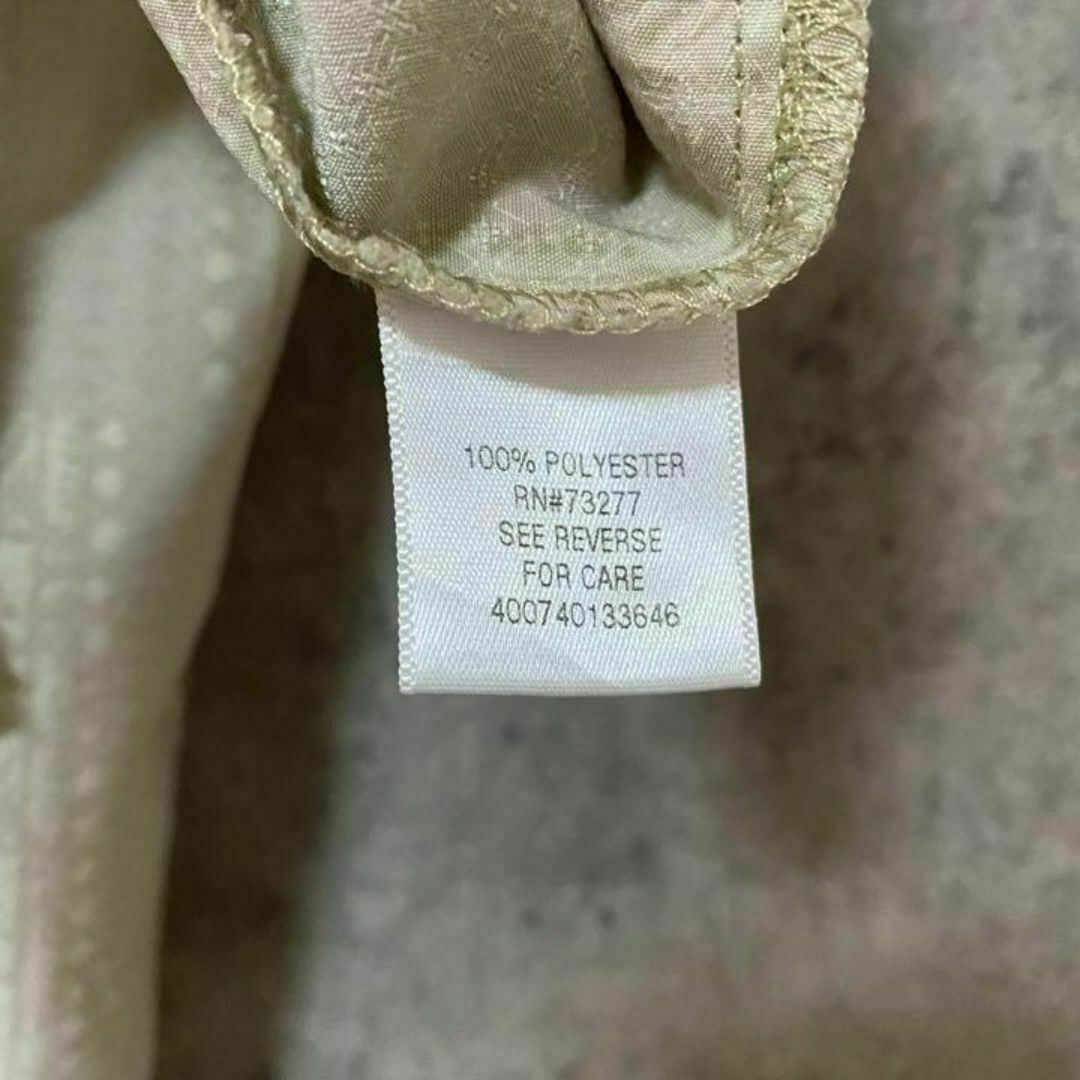 100% POLYESTER
RN#73277
SEE REVERSE
FOR CARE
400740133646